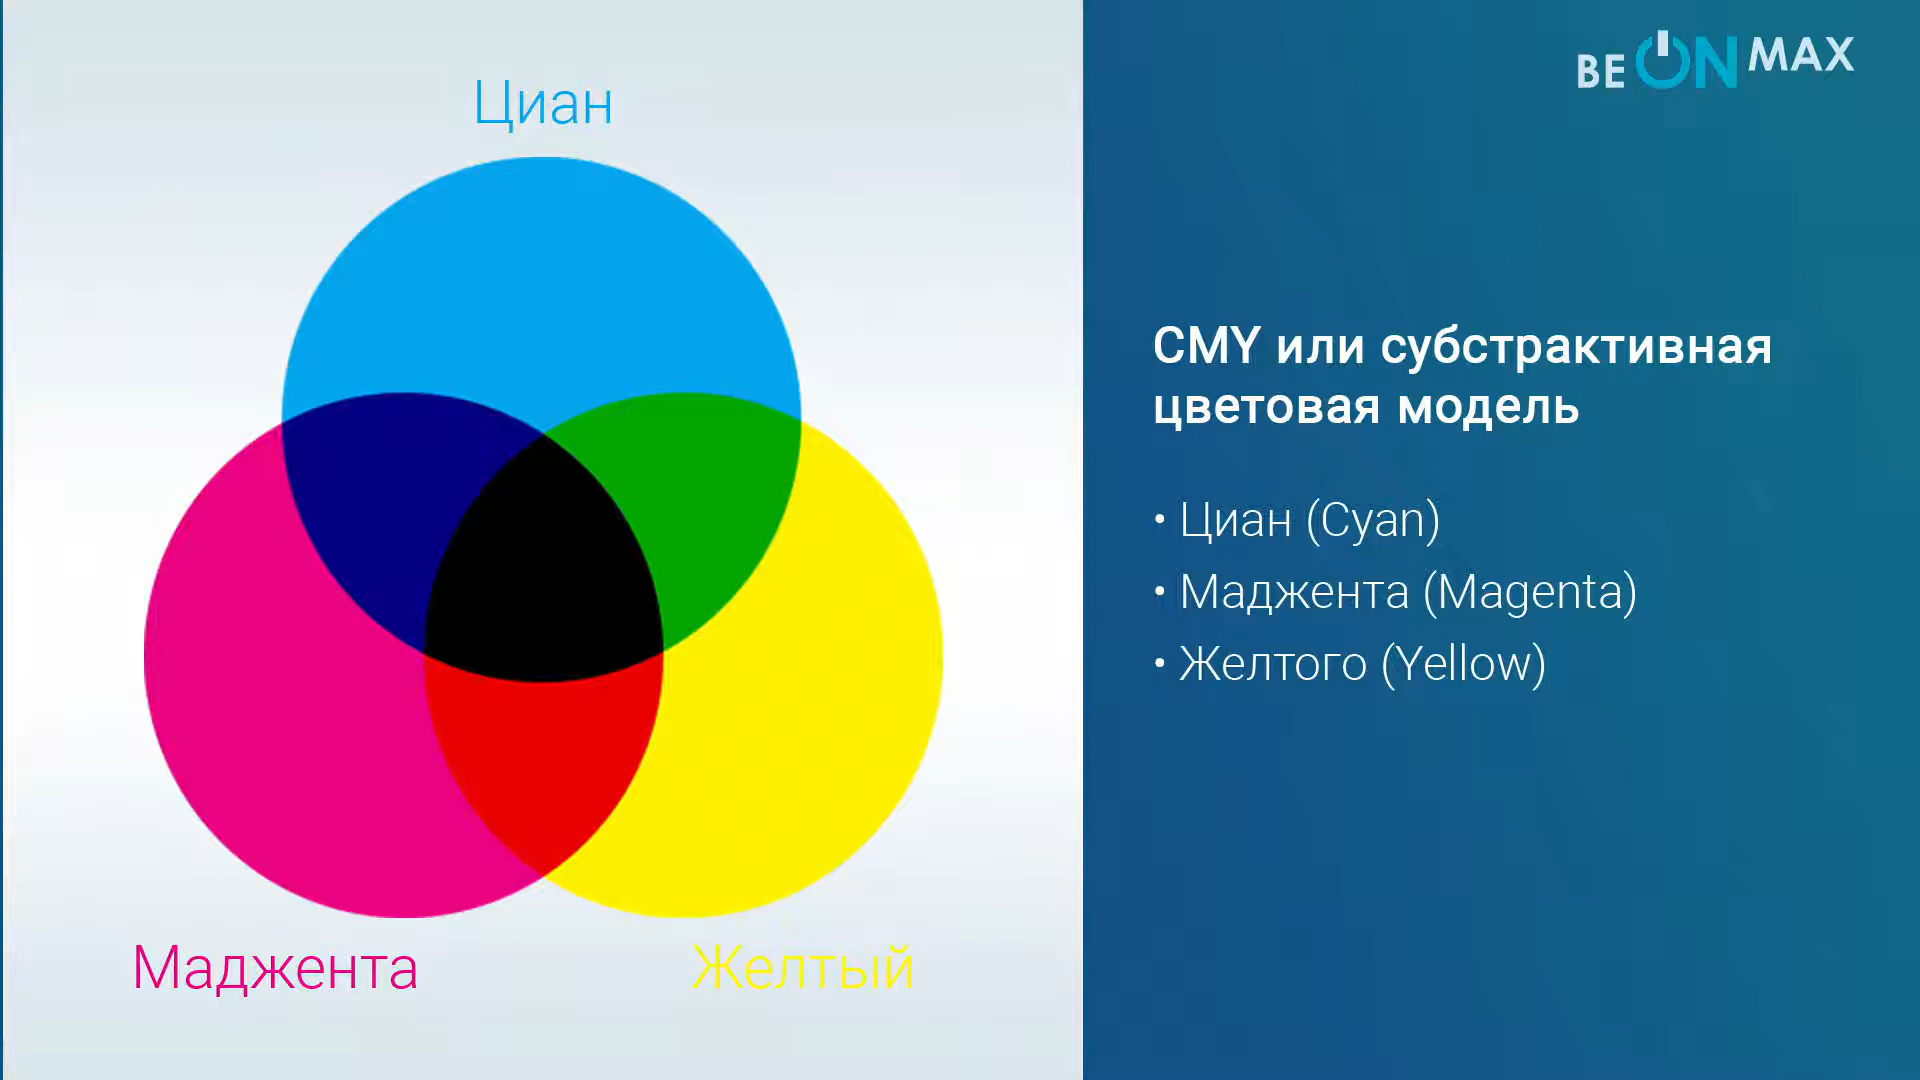 Циан
Маджента
Желтый
BE ON MAX
CMY или субстрактивная
цветовая модель
• Циан (Cyan)
• Маджента (Magenta)
• Желтого (Yellow)